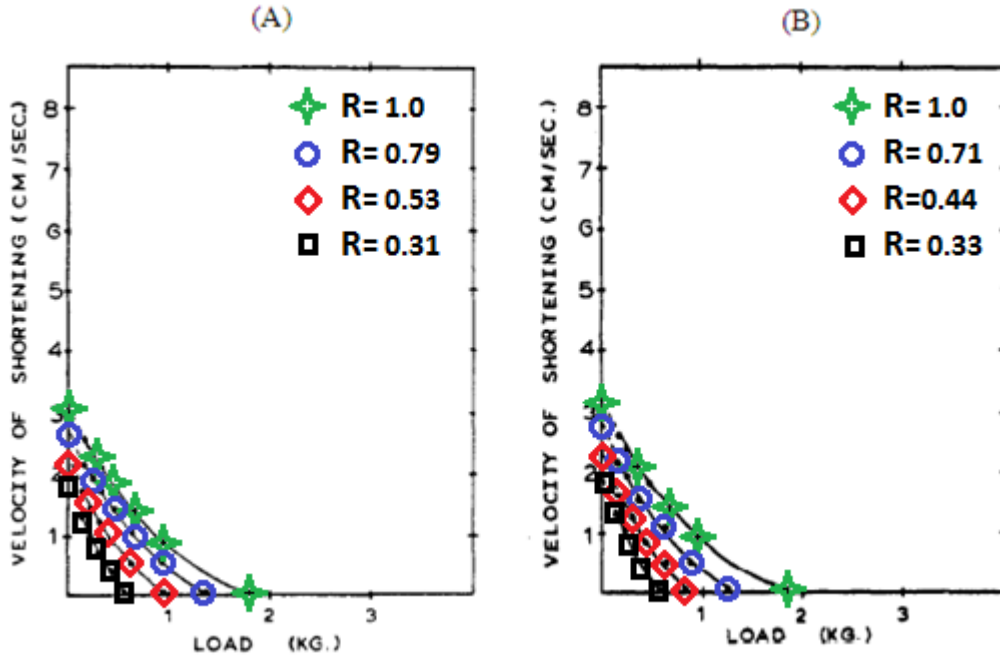 (A)
VELOCITY OF SHORTENING (CM/SEC.)
8
7
6
5
4
3
2
1
R= 1.0
R= 0.79
R= 0.53
R= 0.31
1 2 3
LOAD (KG.)
(B)
VELOCITY OF SHORTENING (CM/SEC.)
8
7
6
5
4
3
2
1
R= 1.0
R= 0.71
R=0.44
R= 0.33
1 2 3
LOAD (KG.)